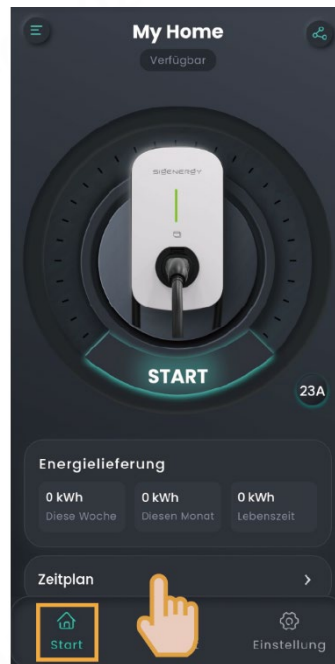 My Home
Verfügbar
SIGENERGY
START
23A
Energielieferung
0 kWh 0 kWh 0 kWh
Diese Woche Diesen Monat Lebenszeit
Zeitplan
Start Einstellung